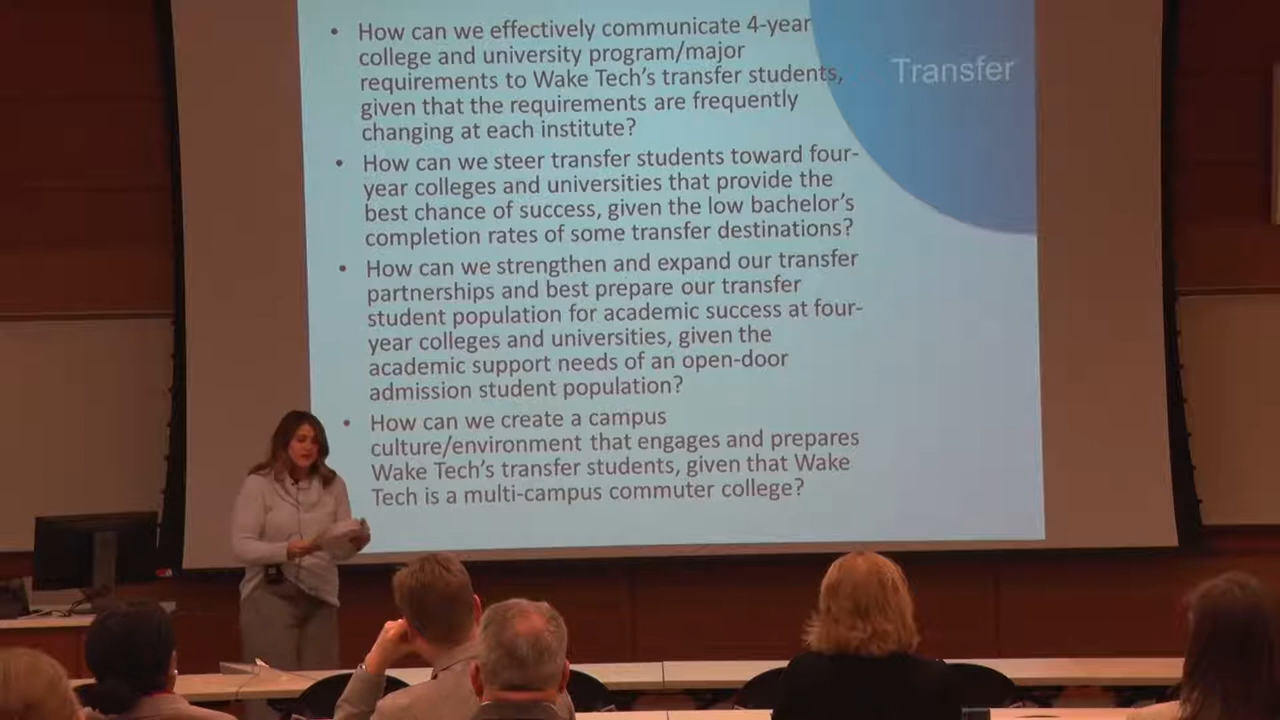 • How can we effectively communicate 4-year
college and university program/major
requirements to Wake Tech's transfer students,
given that the requirements are frequently
changing at each institute?
• How can we steer transfer students toward four-
year colleges and universities that provide the
best chance of success, given the low bachelor's
completion rates of some transfer destinations?
• How can we strengthen and expand our transfer
partnerships and best prepare our transfer
student population for academic success at four-
year colleges and universities, given the
academic support needs of an open-door
admission student population?
• How can we create a campus
culture/environment that engages and prepares
Wake Tech's transfer students, given that Wake
Tech is a multi-campus commuter college?
Transfer